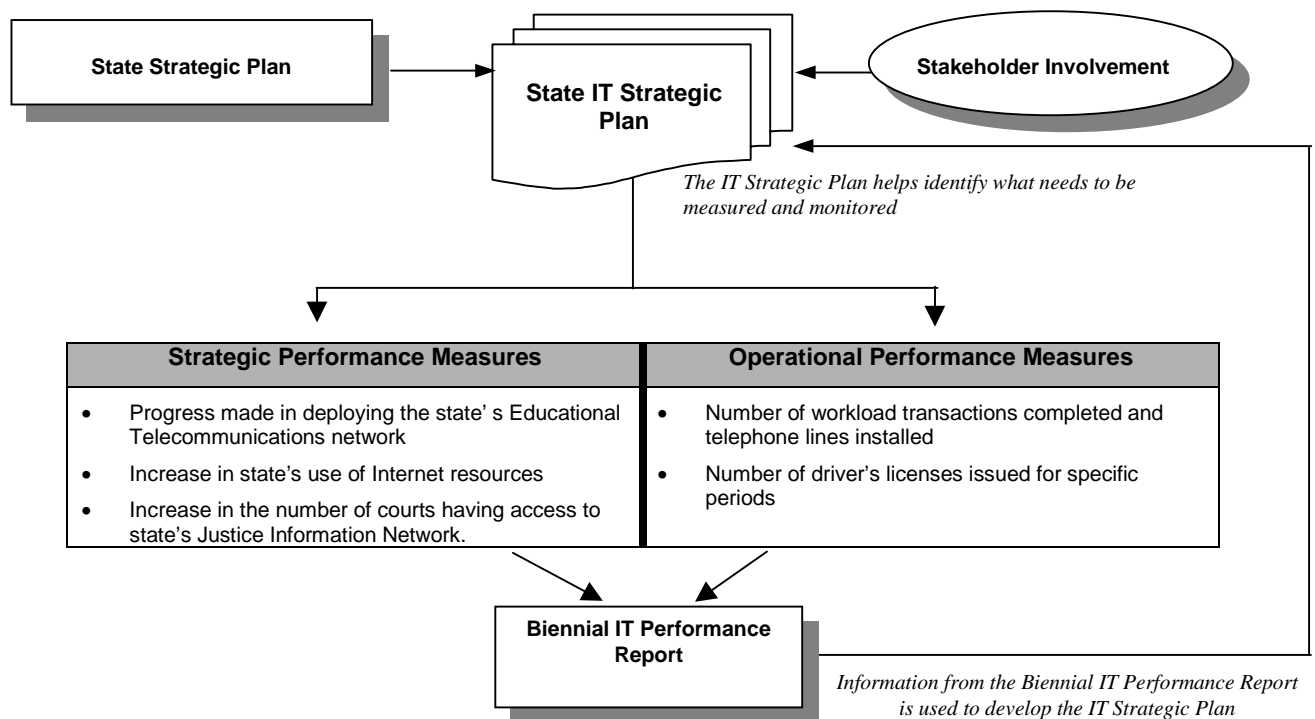 State Strategic Plan
State IT Strategic
Plan
Stakeholder Involvement
The IT Strategic Plan helps identify what needs to be
measured and monitored
Strategic Performance Measures
• Progress made in deploying the state’ s Educational
Telecommunications network
• Increase in state’s use of Internet resources
• Increase in the number of courts having access to
state’s Justice Information Network.
Operational Performance Measures
• Number of workload transactions completed and
telephone lines installed
• Number of driver’s licenses issued for specific
periods
Biennial IT Performance
Report
Information from the Biennial IT Performance Report
is used to develop the IT Strategic Plan